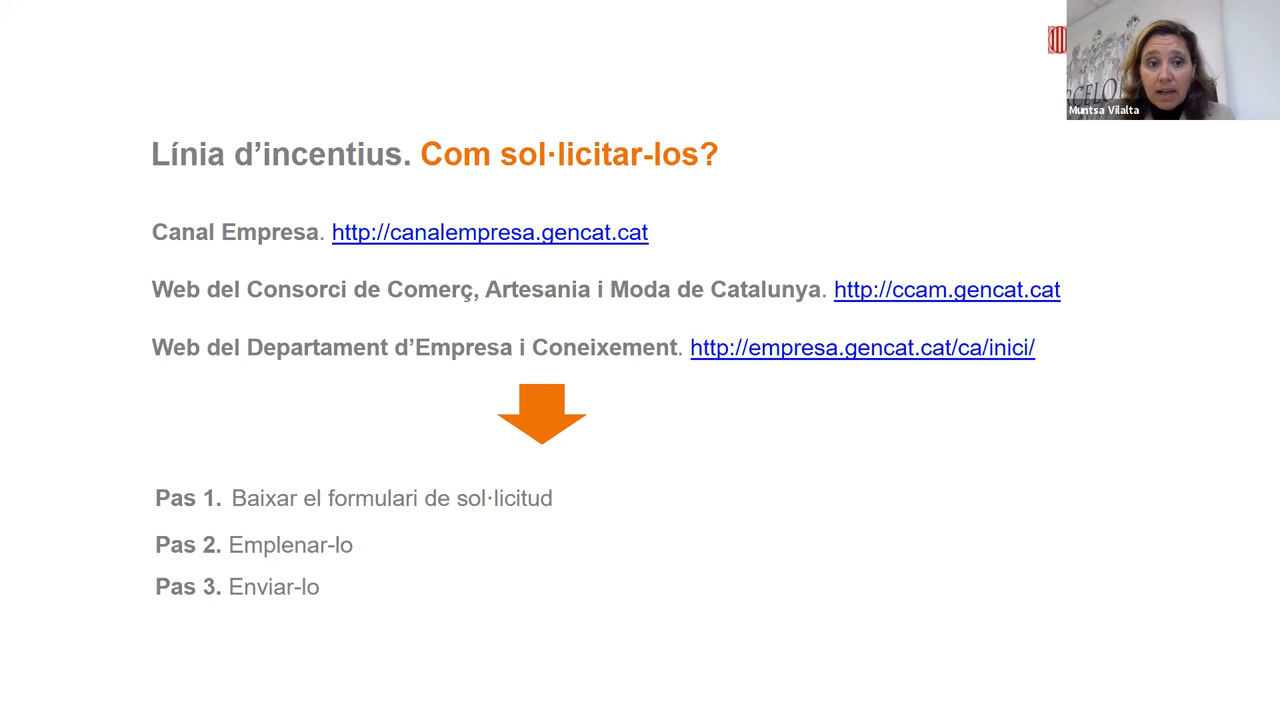 Muntsa Vilalta
Línia d’incentius. Com sol·licitar-los?
Canal Empresa. http://canalempresa.gencat.cat
Web del Consorci de Comerç, Artesania i Moda de Catalunya. http://ccam.gencat.cat
Web del Departament d’Empresa i Coneixement. http://empresa.gencat.cat/ca/inici/
Pas 1. Baixar el formulari de sol·licitud
Pas 2. Emplenar-lo
Pas 3. Enviar-lo